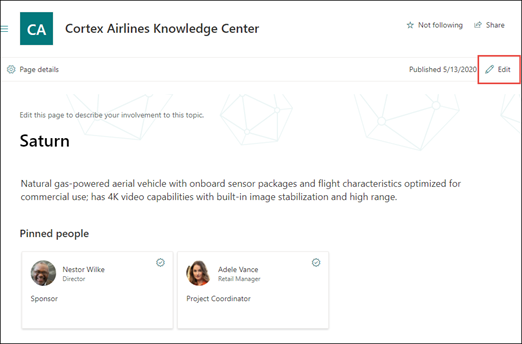 CA
Cortex Airlines Knowledge Center
Not following
Share
Page details
Published 5/13/2020
Edit
Edit this page to describe your involvement to this topic.
Saturn
Natural gas-powered aerial vehicle with onboard sensor packages and flight characteristics optimized for
commercial use; has 4K video capabilities with built-in image stabilization and high range.
Pinned people
Nestor Wilke
Director
Sponsor
Adele Vance
Retail Manager
Project Coordinator